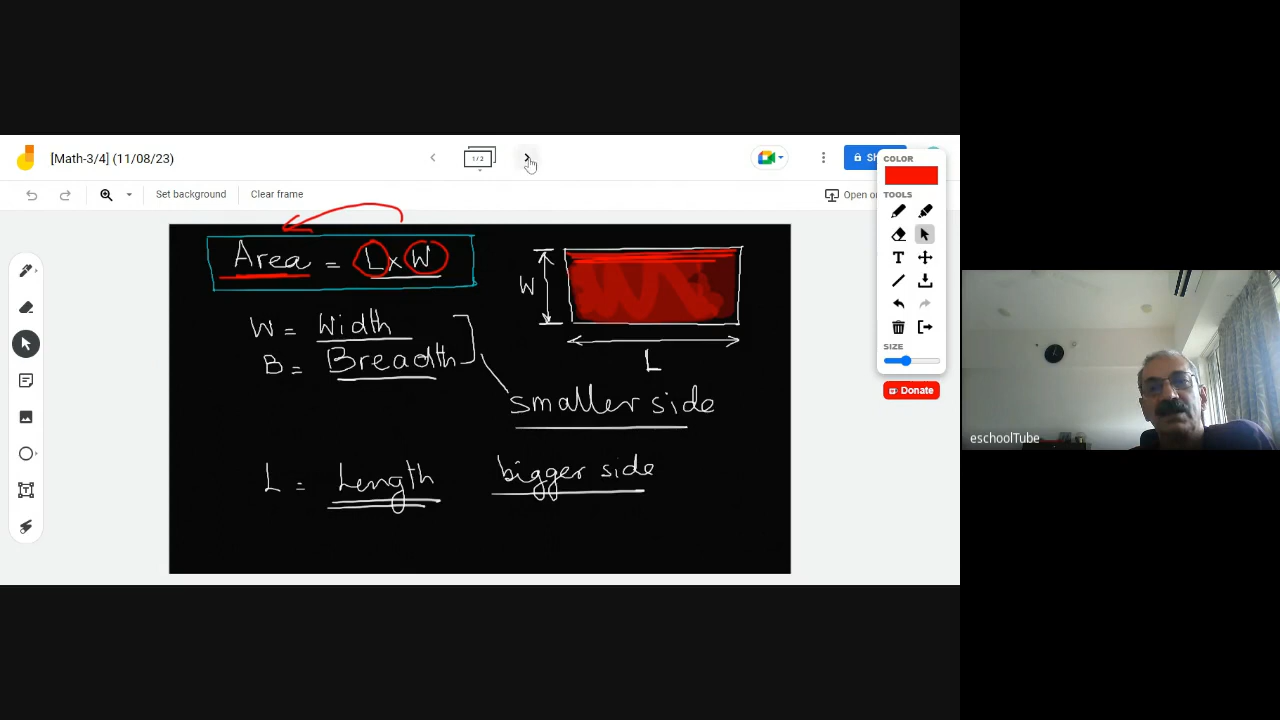 [Math-3/4] (11/08/23)
1/2
Set background
Clear frame
COLOR
TOOLS
SIZE
Donate
Area = L x W
W = Width
B = Breadth
smaller side
L = Length
bigger side
W
L
eschoolTube